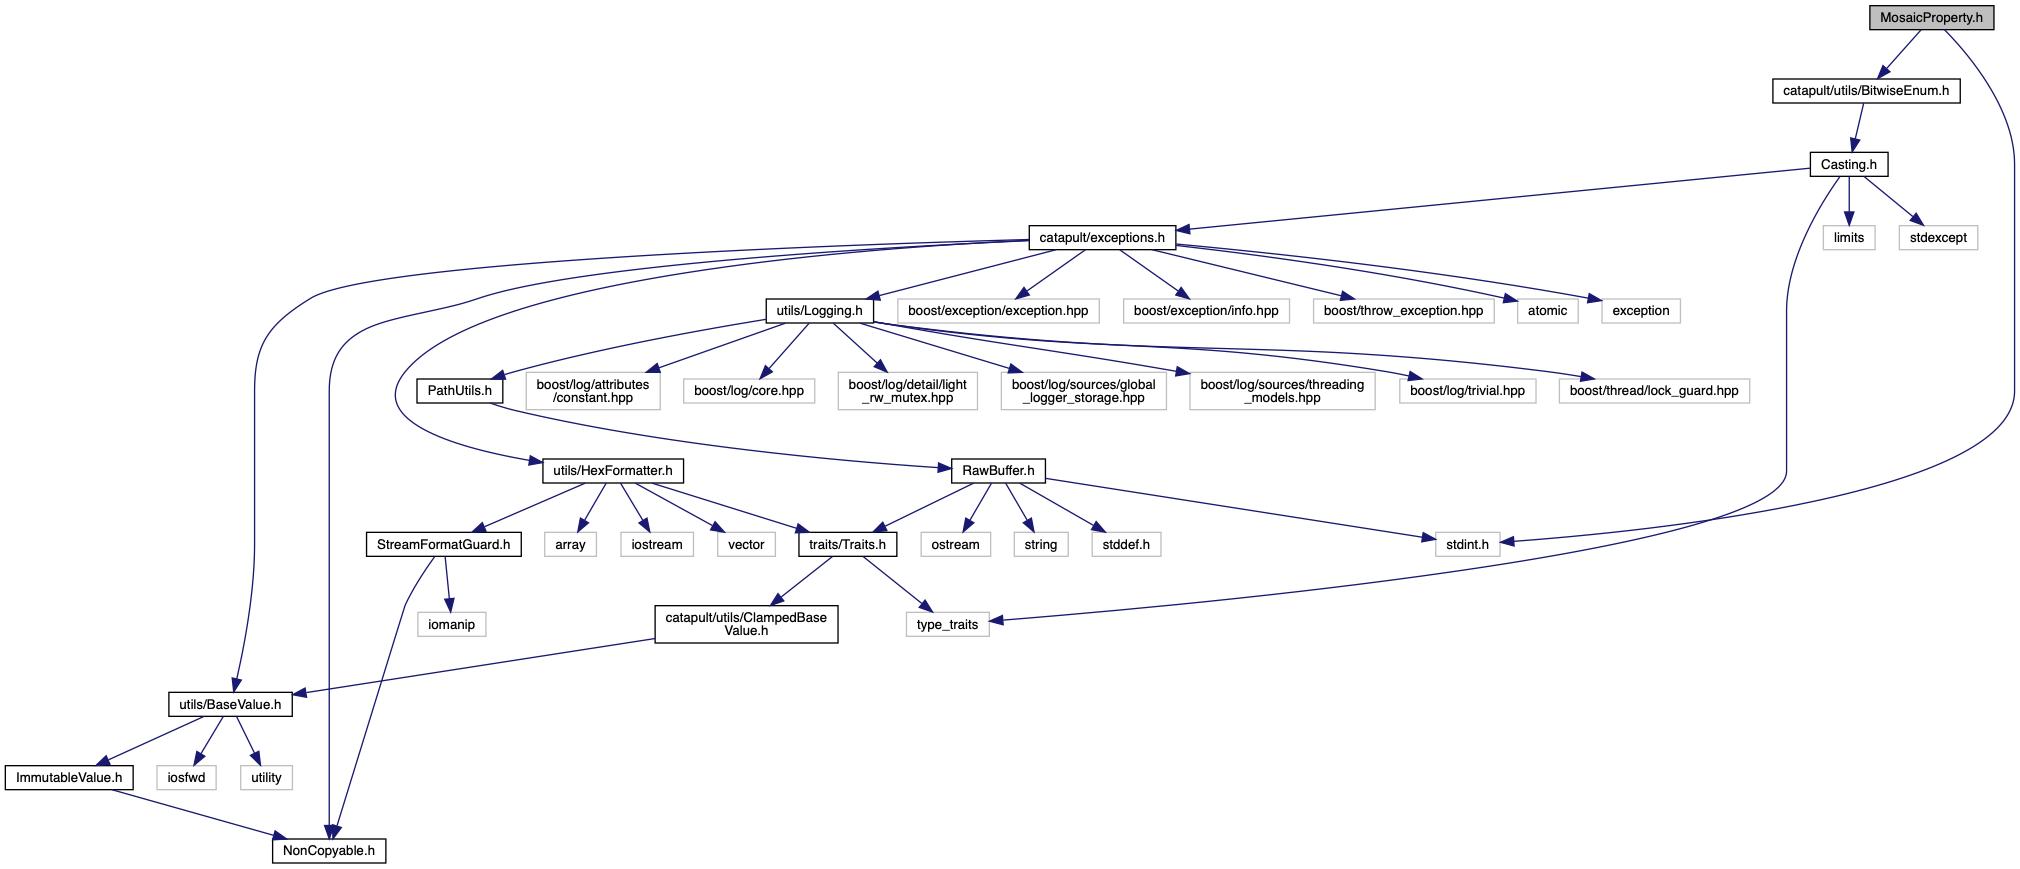 MosaicProperty.h
catapult/utils/BitwiseEnum.h
Casting.h
catapult/exceptions.h
limits
stdexcept
utils/Logging.h
boost/exception/exception.hpp
boost/exception/info.hpp
boost/throw_exception.hpp
atomic
exception
PathUtils.h
boost/log/attributes
/constant.hpp
boost/log/core.hpp
boost/log/detail/light
_rw_mutex.hpp
boost/log/sources/global
_logger_storage.hpp
boost/log/sources/threading
_models.hpp
boost/log/trivial.hpp
boost/thread/lock_guard.hpp
utils/HexFormatter.h
RawBuffer.h
StreamFormatGuard.h
array
iostream
vector
traits/Traits.h
ostream
string
stddef.h
stdint.h
iomanip
catapult/utils/ClampedBase
Value.h
type_traits
utils/BaseValue.h
ImmutableValue.h
iosfwd
utility
NonCopyable.h